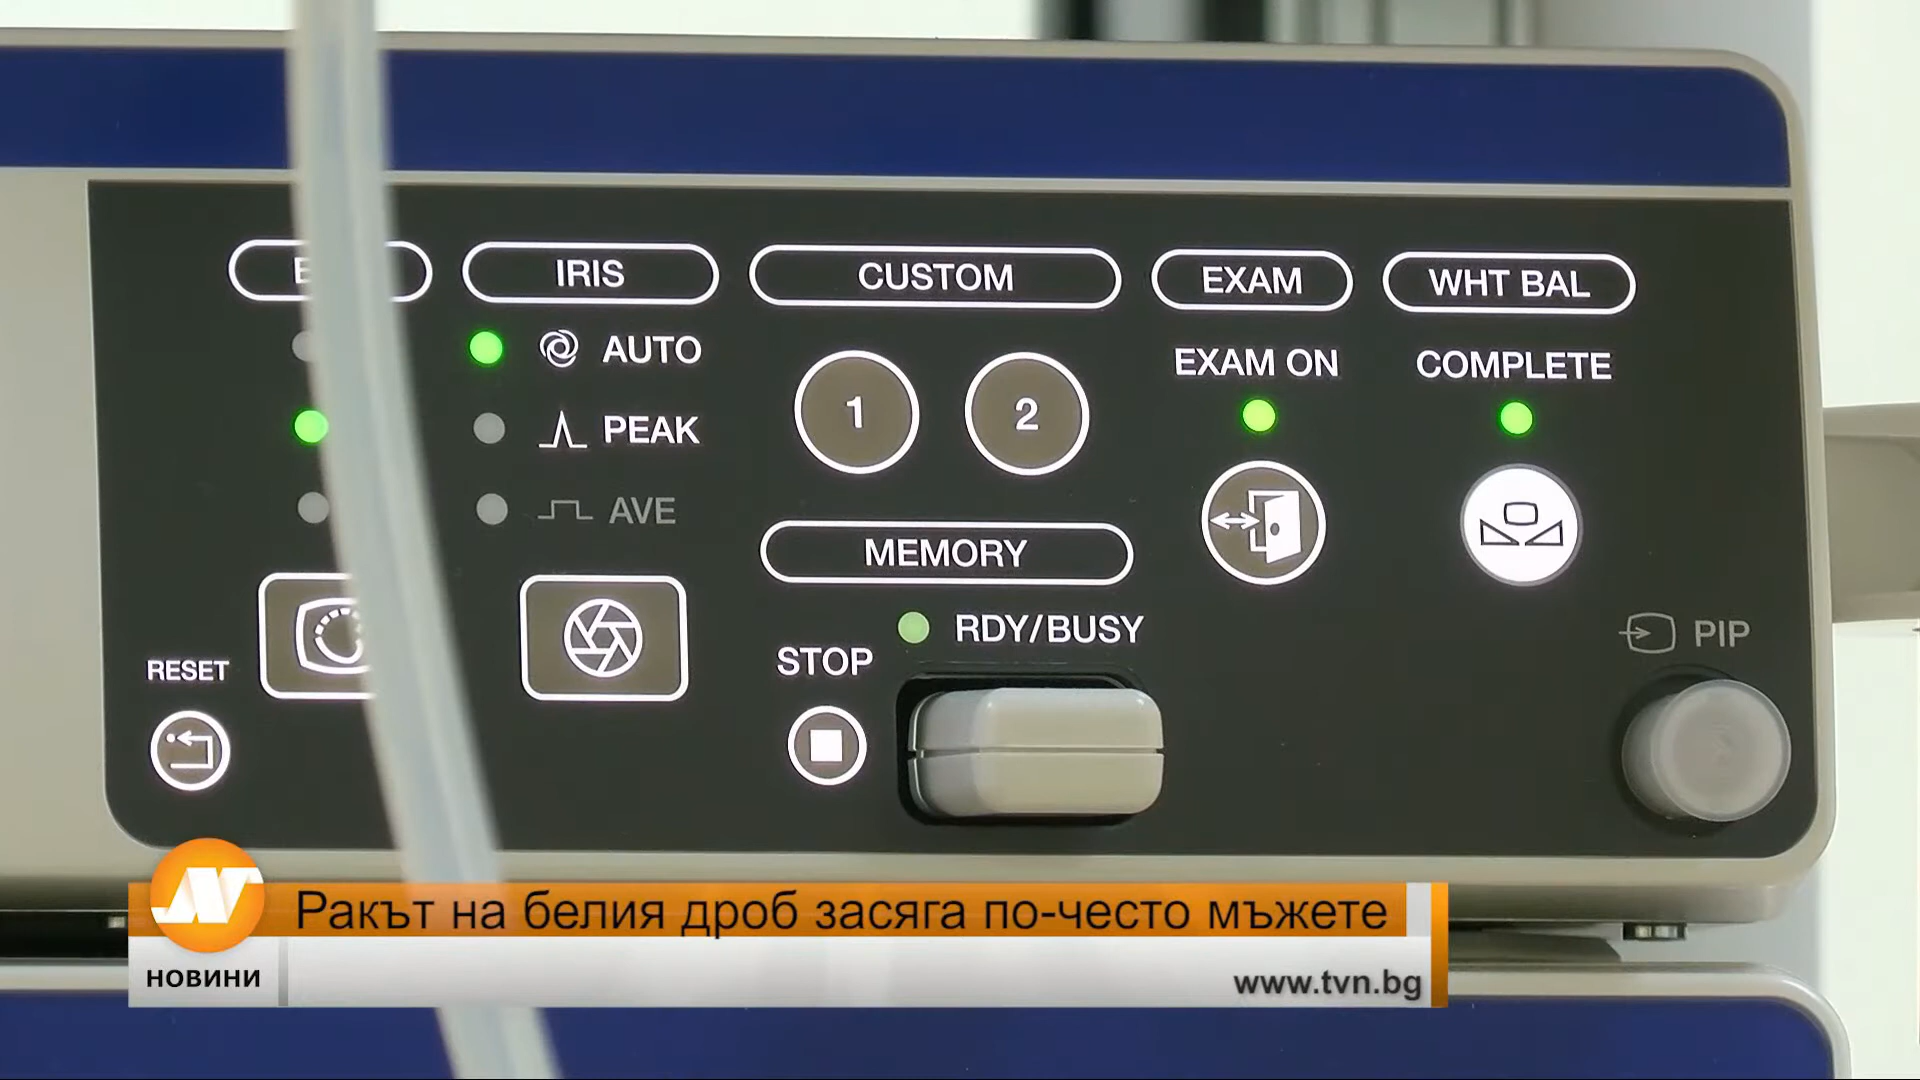 IRIS
CUSTOM
EXAM
WHT BAL
AUTO
PEAK
AVE
1
2
EXAM ON
COMPLETE
MEMORY
RDY/BUSY
STOP
RESET
PIP
Ракът на белия дроб засяга по-често мъжете
НОВИНИ
www.tvn.bg